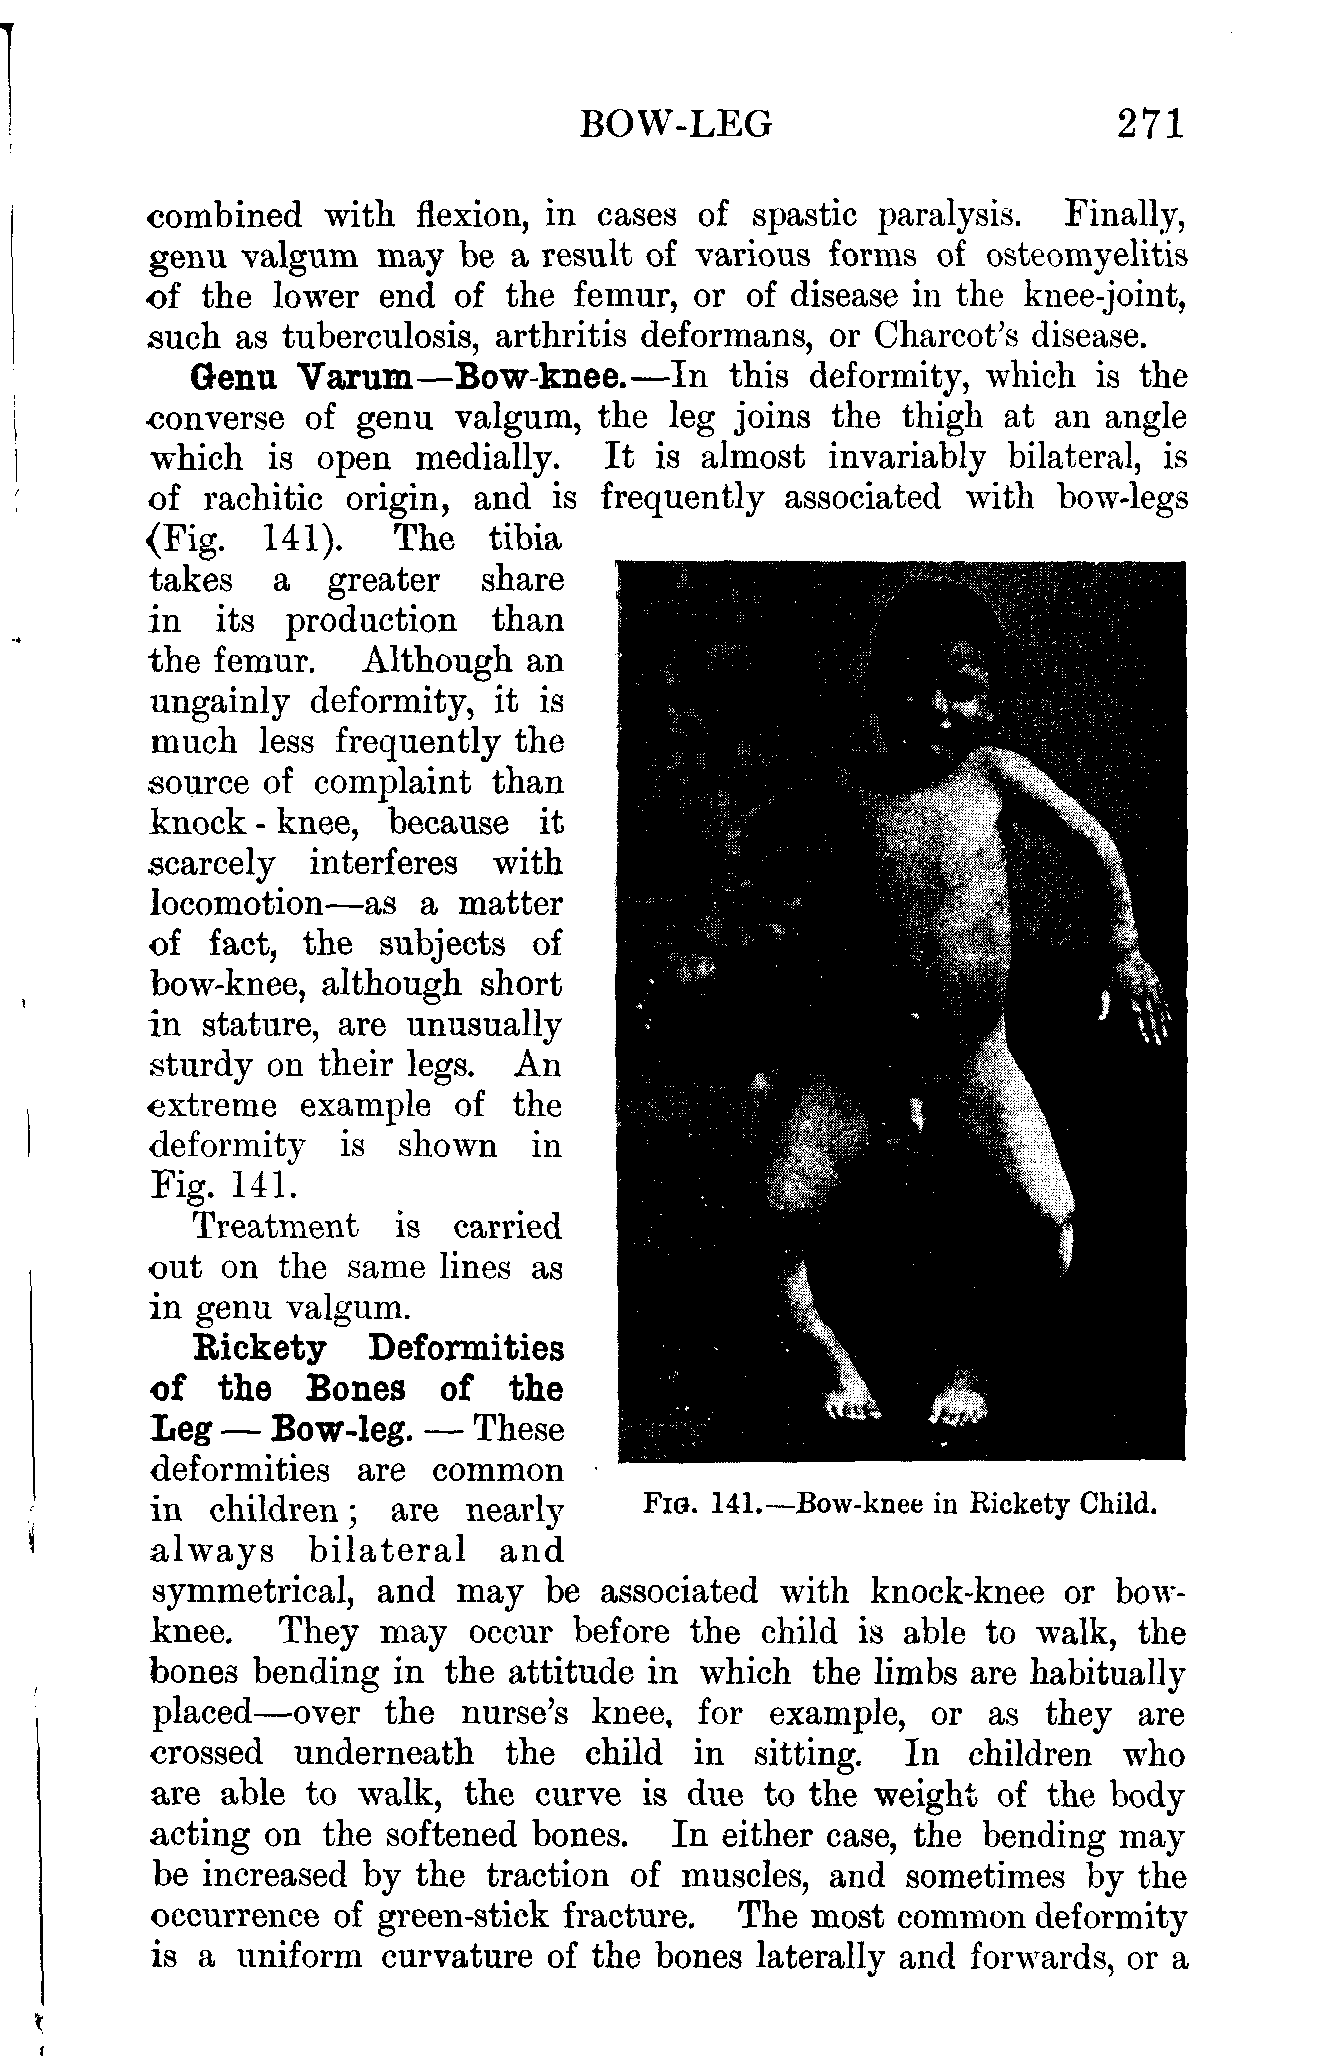 BOW-LEG 271
combined with flexion, in cases of spastic paralysis. Finally,
genu valgum may be a result of various forms of osteomyelitis
of the lower end of the femur, or of disease in the knee-joint,
such as tuberculosis, arthritis deformans, or Charcot's disease.
Genu Varum—Bow-knee.—In this deformity, which is the
converse of genu valgum, the leg joins the thigh at an angle
which is open medially. It is almost invariably bilateral, is
of rachitic origin, and is frequently associated with bow-legs
(Fig. 141). The tibia
takes a greater share
in its production than
the femur. Although an
ungainly deformity, it is
much less frequently the
source of complaint than
knock-knee, because it
scarcely interferes with
locomotion—as a matter
of fact, the subjects of
bow-knee, although short
in stature, are unusually
sturdy on their legs. An
extreme example of the
deformity is shown in
Fig. 141.
Treatment is carried
out on the same lines as
in genu valgum.
Rickety Deformities
of the Bones of the
Leg — Bow-leg. — These
deformities are common
in children; are nearly
always bilateral and
FIG. 141.—Bow-knee in Rickety Child.
symmetrical, and may be associated with knock-knee or bow-
knee. They may occur before the child is able to walk, the
bones bending in the attitude in which the limbs are habitually
placed—over the nurse's knee, for example, or as they are
crossed underneath the child in sitting. In children who
are able to walk, the curve is due to the weight of the body
acting on the softened bones. In either case, the bending may
be increased by the traction of muscles, and sometimes by the
occurrence of green-stick fracture. The most common deformity
is a uniform curvature of the bones laterally and forwards, or a